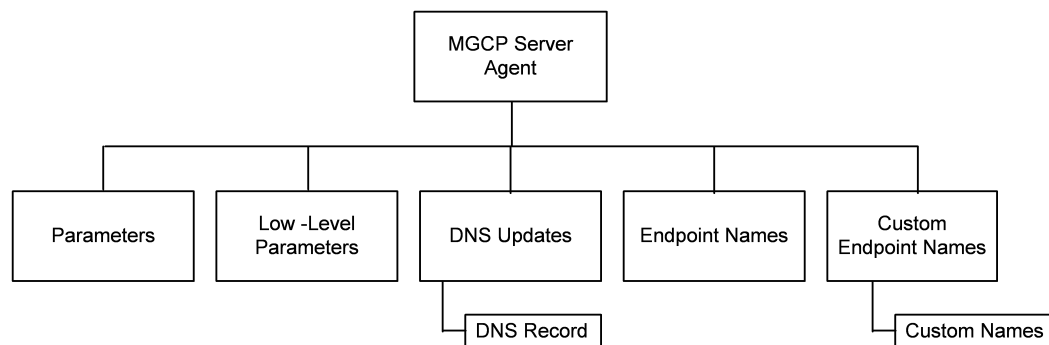 MGCP Server
Agent
Parameters
Low -Level
Parameters
DNS Updates
Endpoint Names
Custom
Endpoint Names
DNS Record
Custom Names